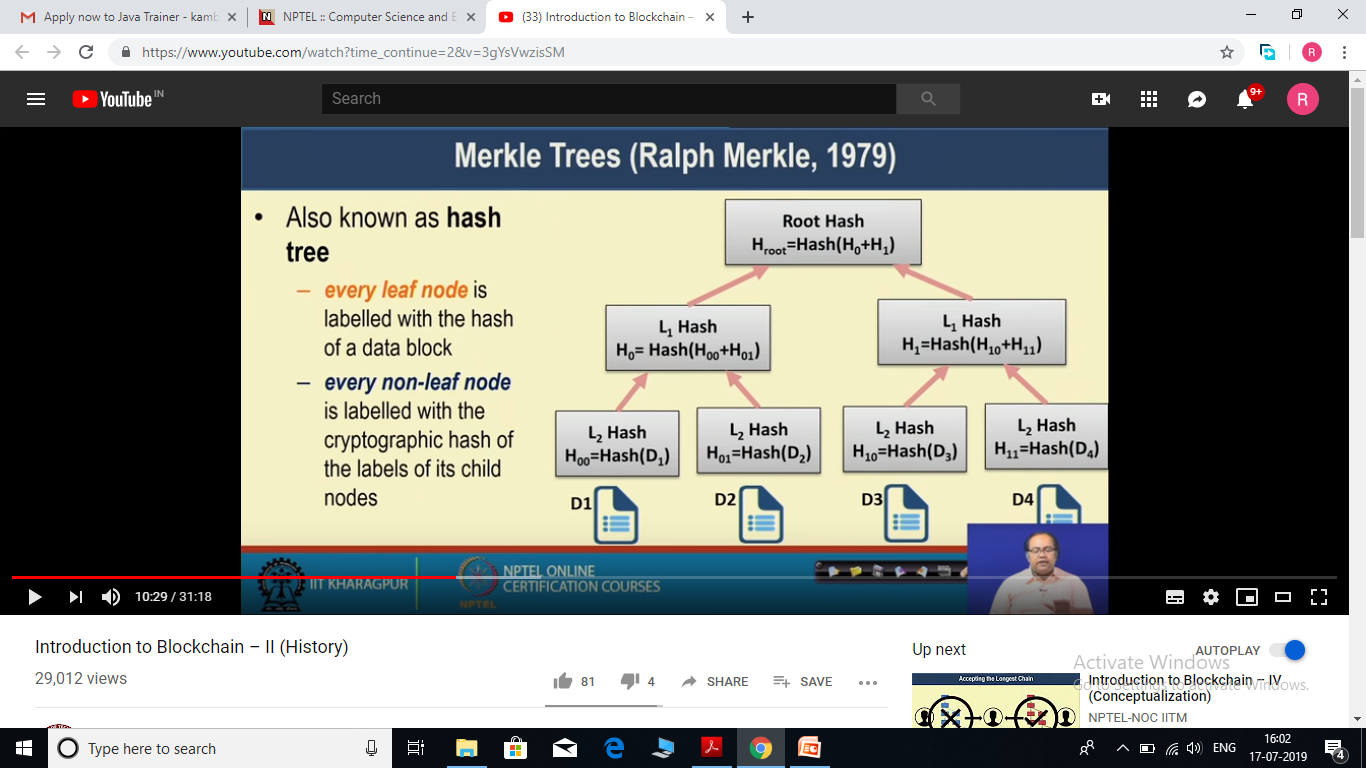 Apply now to Java Trainer - kamb
NPTEL :: Computer Science and E
(33) Introduction to Blockchain –
https://www.youtube.com/watch?time_continue=2&v=3gYsVwzisSM
R
YouTube IN
Search
9+
R
Merkle Trees (Ralph Merkle, 1979)
• Also known as hash
tree
– every leaf node is
labelled with the hash
of a data block
– every non-leaf node
is labelled with the
cryptographic hash of
the labels of its child
nodes
Root Hash
Hroot=Hash(H0+H1)
L1 Hash
H0= Hash(H00+H01)
L1 Hash
H1=Hash(H10+H11)
L2 Hash
H00=Hash(D1)
L2 Hash
H01=Hash(D2)
L2 Hash
H10=Hash(D3)
L2 Hash
H11=Hash(D4)
D1
D2
D3
D4
IIT KHARAGPUR
NPTEL
NPTEL ONLINE
CERTIFICATION COURSES
10:29 / 31:18
Introduction to Blockchain – II (History)
29,012 views
81
4
SHARE
SAVE
Up next
AUTOPLAY
Activate Windows
Go to Settings to activate Windows.
Accepting the Longest Chain
Introduction to Blockchain – IV
(Conceptualization)
NPTEL-NOC IITM
Type here to search
ENG
16:02
17-07-2019
4